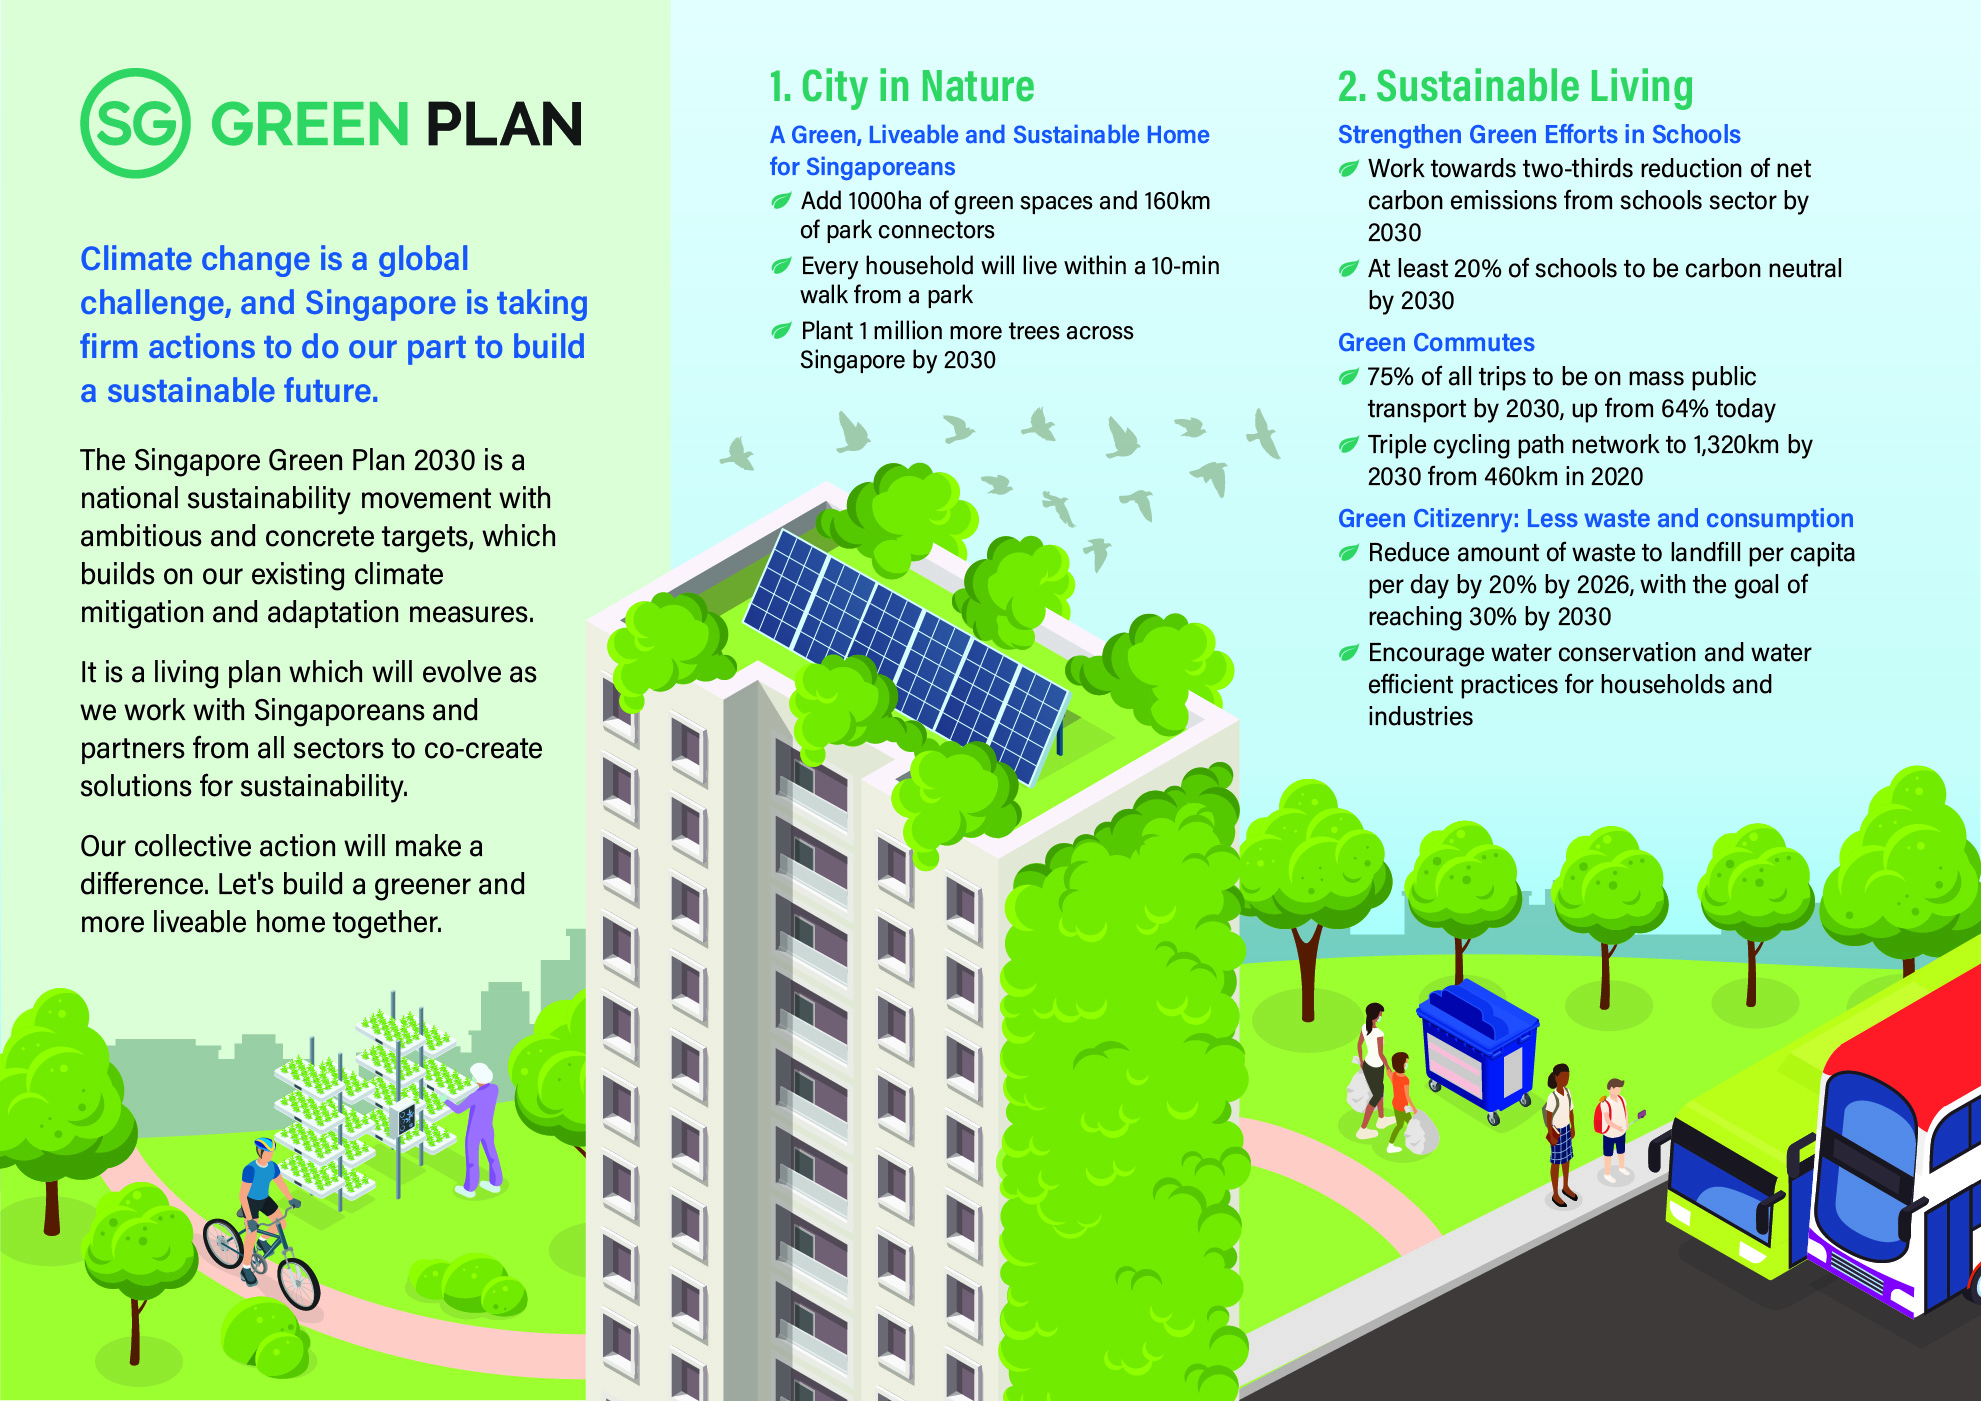 SG GREEN PLAN
Climate change is a global
challenge, and Singapore is taking
firm actions to do our part to build
a sustainable future.
The Singapore Green Plan 2030 is a
national sustainability movement with
ambitious and concrete targets, which
builds on our existing climate
mitigation and adaptation measures.
It is a living plan which will evolve as
we work with Singaporeans and
partners from all sectors to co-create
solutions for sustainability.
Our collective action will make a
difference. Let's build a greener and
more liveable home together.
1. City in Nature
A Green, Liveable and Sustainable Home
for Singaporeans
Add 1000ha of green spaces and 160km
of park connectors
Every household will live within a 10-min
walk from a park
Plant 1 million more trees across
Singapore by 2030
2. Sustainable Living
Strengthen Green Efforts in Schools
Work towards two-thirds reduction of net
carbon emissions from schools sector by
2030
At least 20% of schools to be carbon neutral
by 2030
Green Commutes
75% of all trips to be on mass public
transport by 2030, up from 64% today
Triple cycling path network to 1,320km by
2030 from 460km in 2020
Green Citizenry: Less waste and consumption
Reduce amount of waste to landfill per capita
per day by 20% by 2026, with the goal of
reaching 30% by 2030
Encourage water conservation and water
efficient practices for households and
industries